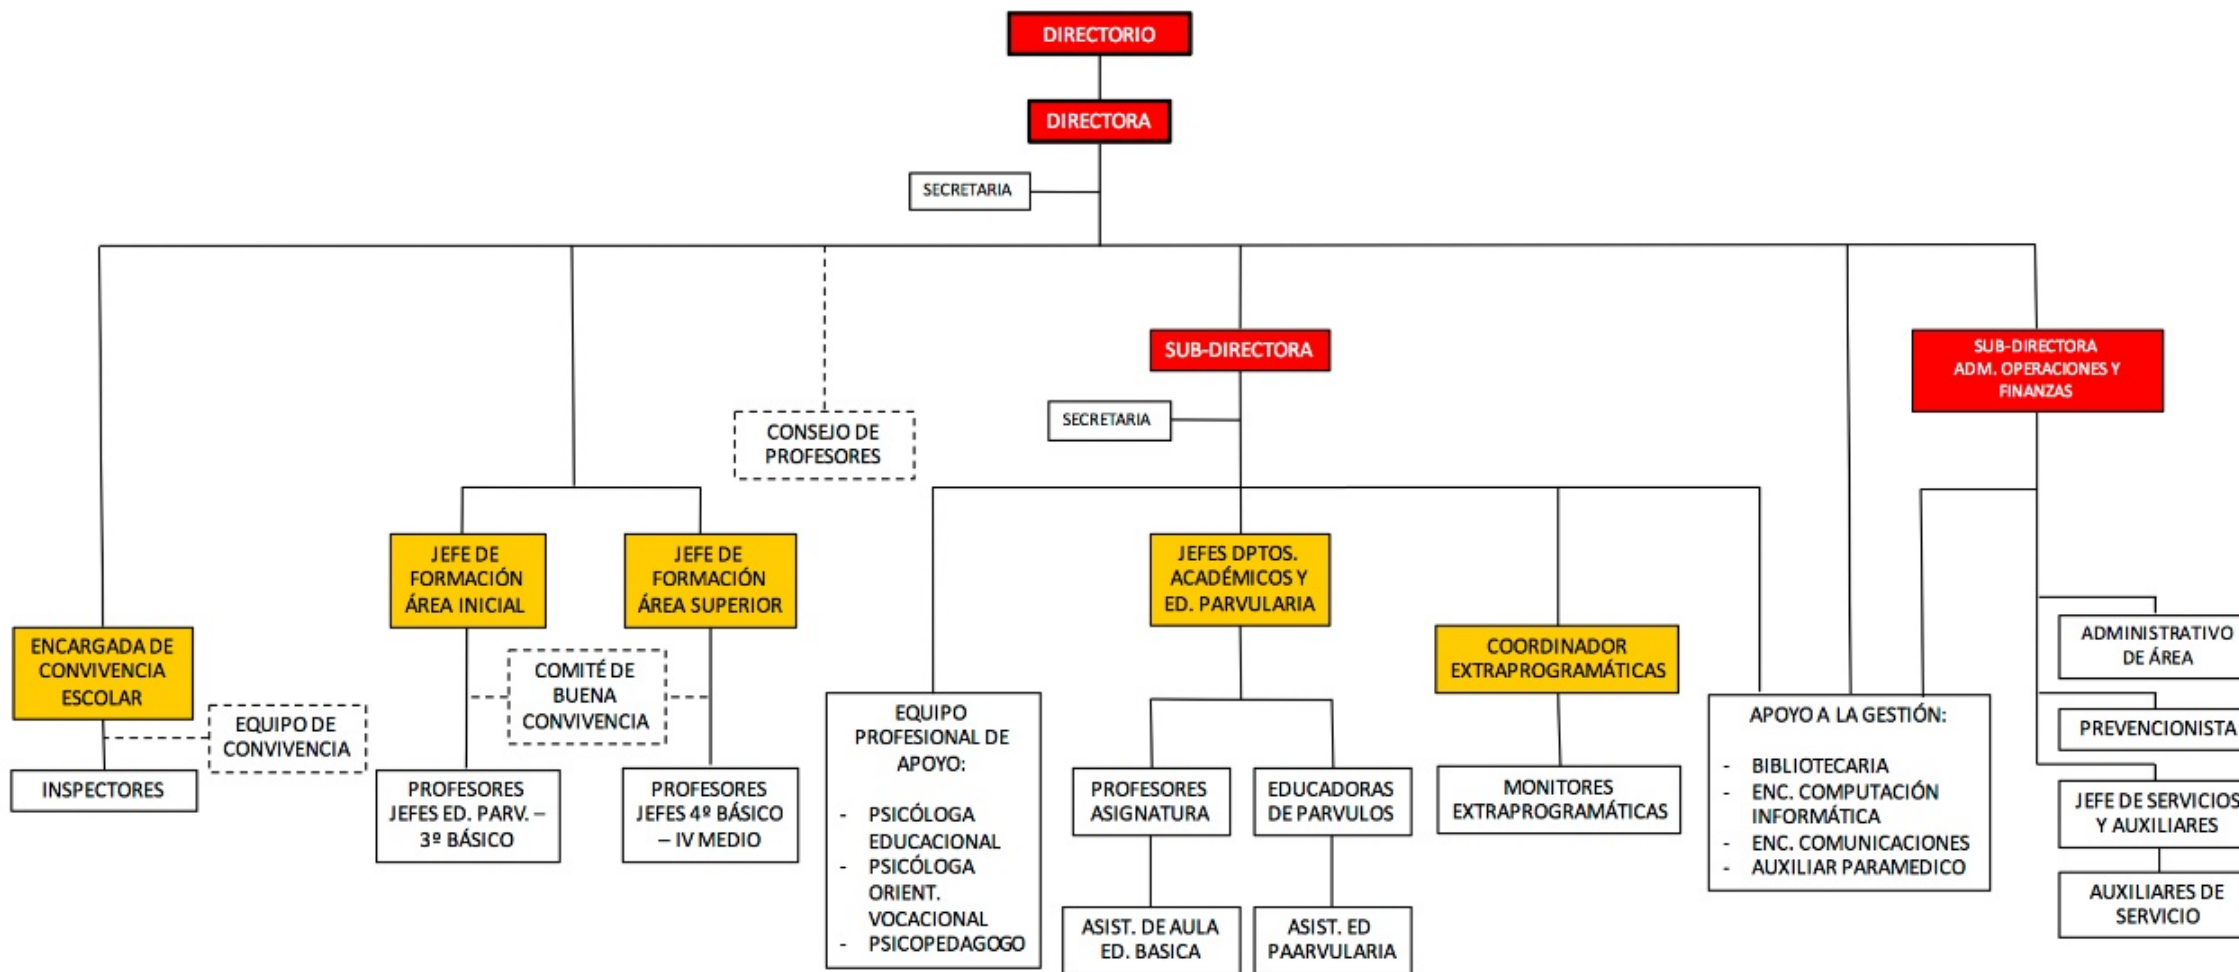 DIRECTORIO
DIRECTORA
SECRETARIA
SUB-DIRECTORA
SUB-DIRECTORA
ADM. OPERACIONES Y
FINANZAS
SECRETARIA
CONSEJO DE
PROFESORES
JEFE DE
FORMACIÓN
ÁREA INICIAL
JEFE DE
FORMACIÓN
ÁREA SUPERIOR
JEFES DPTOS.
ACADÉMICOS Y
ED. PARVULARIA
ENCARGADA DE
CONVIVENCIA
ESCOLAR
COMITÉ DE
BUENA
CONVIVENCIA
COORDINADOR
EXTRAPROGRAMÁTICAS
ADMINISTRATIVO
DE ÁREA
EQUIPO DE
CONVIVENCIA
PREVENCIONISTA
INSPECTORES
PROFESORES
JEFES ED. PARV. –
3º BÁSICO
PROFESORES
JEFES 4º BÁSICO
– IV MEDIO
EQUIPO
PROFESIONAL DE
APOYO:
- PSICÓLOGA
EDUCACIONAL
- PSICÓLOGA
ORIENT.
VOCACIONAL
- PSICOPEDAGOGO
PROFESORES
ASIGNATURA
EDUCADORAS
DE PARVULOS
MONITORES
EXTRAPROGRAMÁTICAS
APOYO A LA GESTIÓN:
- BIBLIOTECARIA
- ENC. COMPUTACIÓN
INFORMÁTICA
- ENC. COMUNICACIONES
- AUXILIAR PARAMEDICO
JEFE DE SERVICIOS
Y AUXILIARES
ASIST. DE AULA
ED. BASICA
ASIST. ED
PAARVULARIA
AUXILIARES DE
SERVICIO